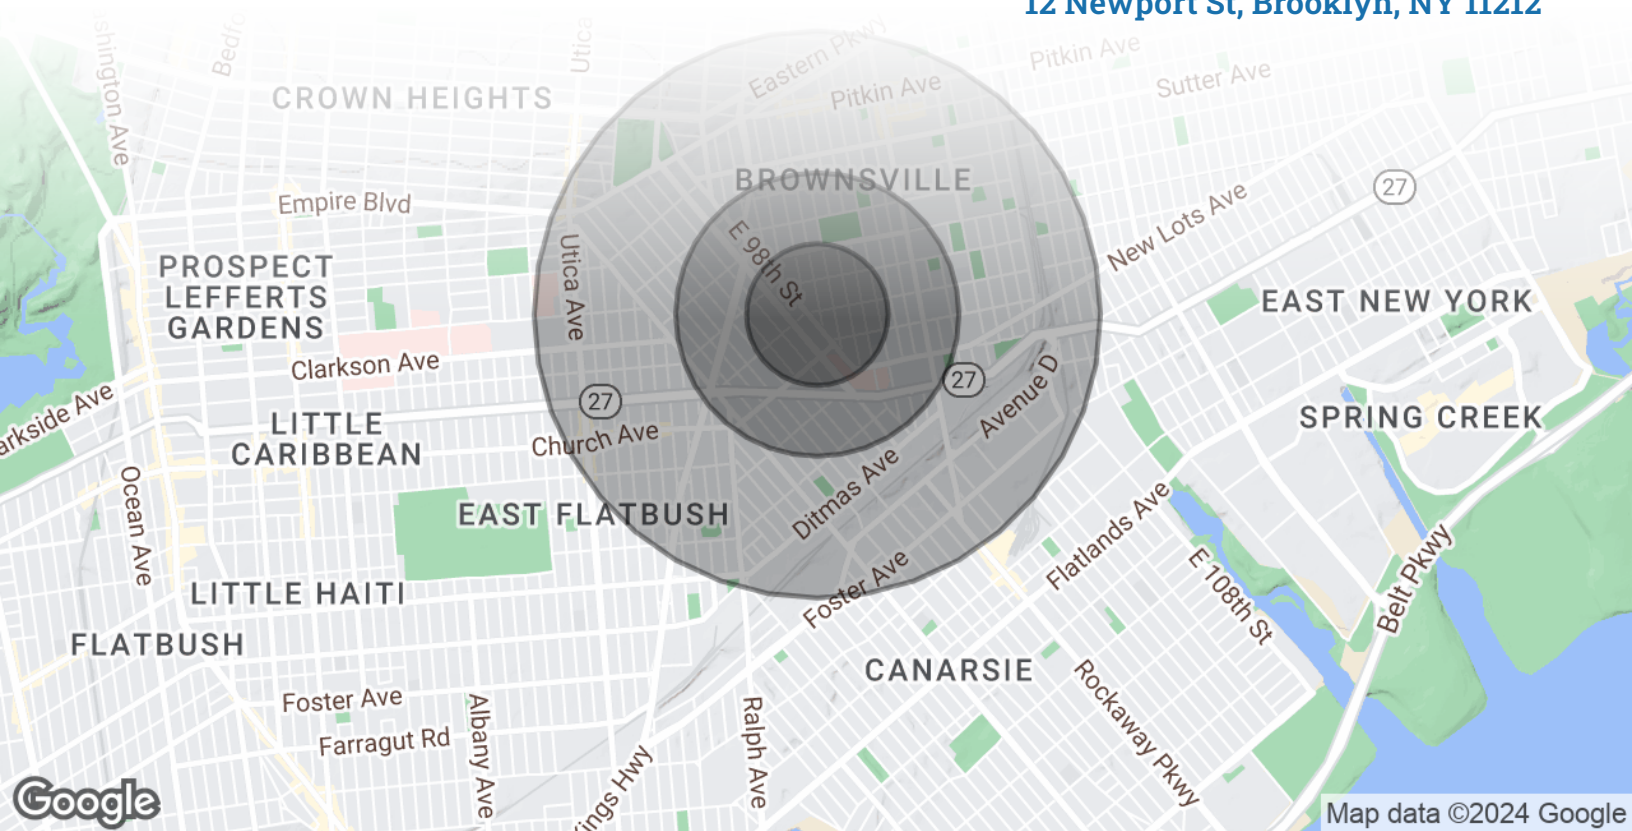 12 Newport St, Brooklyn, NY 11212
Utica
Eastern Pkwy
Pitkin Ave
Pitkin Ave
Sutter Ave
CROWN HEIGHTS
BROWNSVILLE
27
Empire Blvd
E 98th St
New Lots Ave
Utica Ave
PROSPECT
LEFFERTS
GARDENS
EAST NEW YORK
Clarkson Ave
27
27
Avenue D
SPRING CREEK
LITTLE
CARIBBEAN
Church Ave
Ocean Ave
EAST FLATBUSH
Ditmas Ave
Flatlands Ave
LITTLE HAITI
Foster Ave
E 108th St
Belt Pkwy
FLATBUSH
CANARSIE
Foster Ave
Albany Ave
Ralph Ave
Rockaway Pkwy
Farragut Rd
Google
Map data ©2024 Google